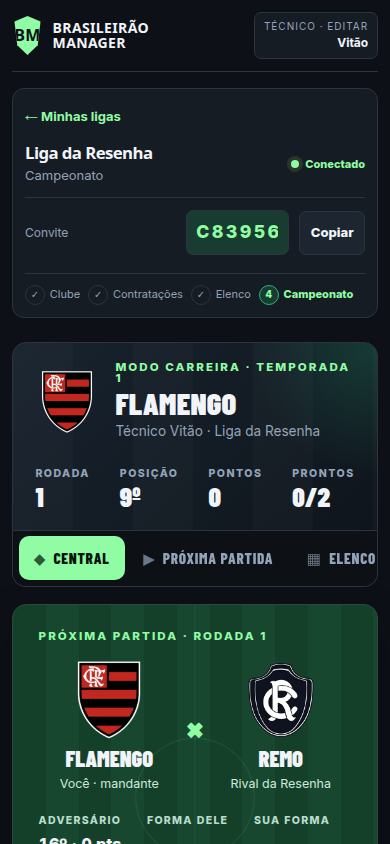 BM
BRASILEIRÃO
MANAGER
TÉCNICO · EDITAR
Vitão
← Minhas ligas
Liga da Resenha
Campeonato
Conectado
Convite
C83956
Copiar
✓ Clube ✓ Contratações ✓ Elenco 4 Campeonato
MODO CARREIRA · TEMPORADA
1
FLAMENGO
Técnico Vitão · Liga da Resenha
RODADA POSIÇÃO PONTOS PRONTOS
1 9º 0 0/2
CENTRAL PRÓXIMA PARTIDA ELENCO
PRÓXIMA PARTIDA · RODADA 1
FLAMENGO
Você · mandante
REMO
Rival da Resenha
ADVERSÁRIO FORMA DELE SUA FORMA
16º · 0 pts